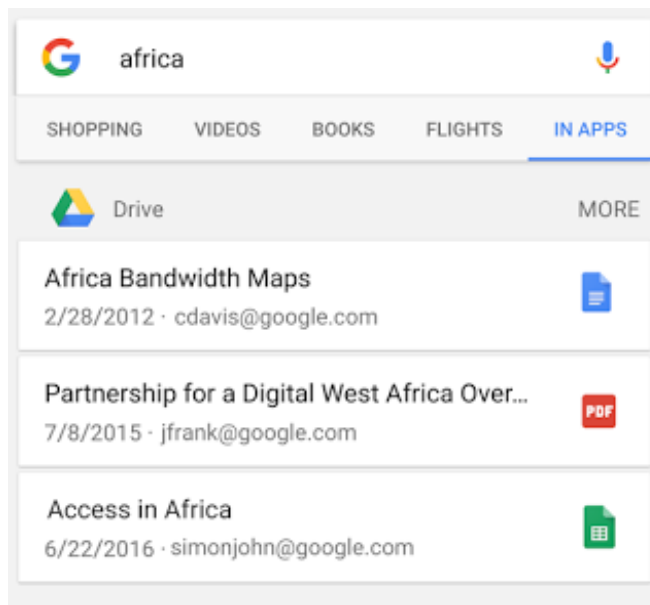 africa
SHOPPING VIDEOS BOOKS FLIGHTS IN APPS
Drive MORE
Africa Bandwidth Maps
2/28/2012 · cdavis@google.com
Partnership for a Digital West Africa Over...
7/8/2015 · jfrank@google.com
PDF
Access in Africa
6/22/2016 · simonjohn@google.com